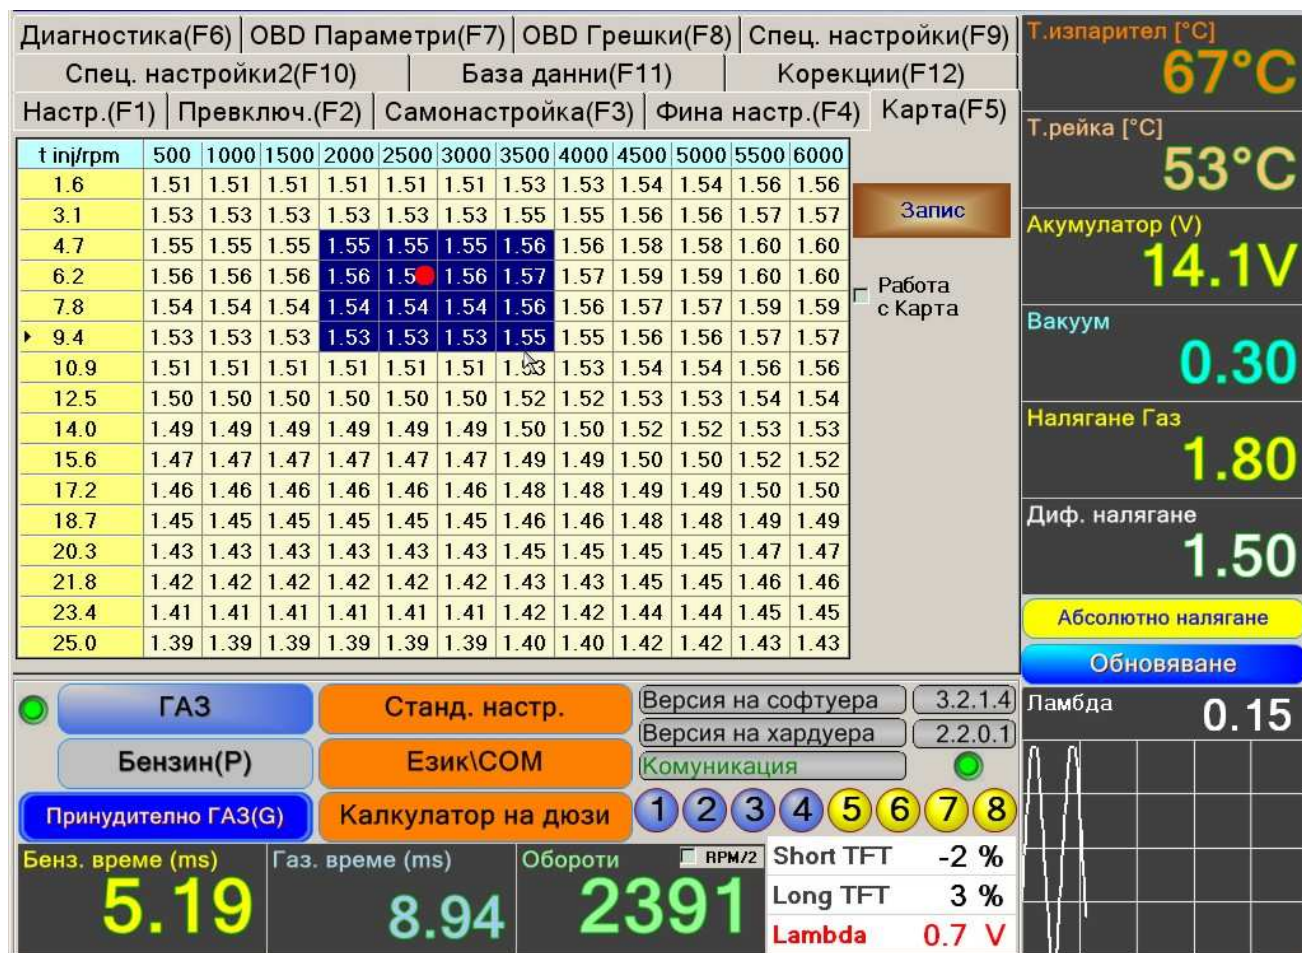 Диагностика(F6) OBD Параметри(F7) OBD Грешки(F8) Спец. настройки(F9)
Спец. настройки2(F10) База данни(F11) Корекции(F12)
Настр.(F1) Превключ.(F2) Самонастройка(F3) Фина настр.(F4) Карта(F5)
t inj/rpm 500 1000 1500 2000 2500 3000 3500 4000 4500 5000 5500 6000
1.6 1.51 1.51 1.51 1.51 1.51 1.51 1.53 1.53 1.54 1.54 1.56 1.56
3.1 1.53 1.53 1.53 1.53 1.53 1.53 1.55 1.55 1.56 1.56 1.57 1.57
4.7 1.55 1.55 1.55 1.55 1.55 1.55 1.56 1.56 1.58 1.58 1.60 1.60
6.2 1.56 1.56 1.56 1.56 1.56 1.57 1.57 1.59 1.59 1.60 1.60
7.8 1.54 1.54 1.54 1.54 1.54 1.54 1.56 1.56 1.57 1.57 1.59 1.59
9.4 1.53 1.53 1.53 1.53 1.53 1.53 1.55 1.55 1.56 1.56 1.57 1.57
10.9 1.51 1.51 1.51 1.51 1.51 1.51 1.53 1.53 1.54 1.54 1.56 1.56
12.5 1.50 1.50 1.50 1.50 1.50 1.50 1.52 1.52 1.53 1.53 1.54 1.54
14.0 1.49 1.49 1.49 1.49 1.49 1.49 1.50 1.50 1.52 1.52 1.53 1.53
15.6 1.47 1.47 1.47 1.47 1.47 1.47 1.49 1.49 1.50 1.50 1.52 1.52
17.2 1.46 1.46 1.46 1.46 1.46 1.46 1.48 1.48 1.49 1.49 1.50 1.50
18.7 1.45 1.45 1.45 1.45 1.45 1.45 1.46 1.46 1.48 1.48 1.49 1.49
20.3 1.43 1.43 1.43 1.43 1.43 1.43 1.45 1.45 1.45 1.45 1.47 1.47
21.8 1.42 1.42 1.42 1.42 1.42 1.42 1.43 1.43 1.45 1.45 1.46 1.46
23.4 1.41 1.41 1.41 1.41 1.41 1.41 1.42 1.42 1.44 1.44 1.45 1.45
25.0 1.39 1.39 1.39 1.39 1.39 1.39 1.40 1.40 1.42 1.42 1.43 1.43
Запис
Работа
с Карта
Т.изпарител [°C]
67°C
Т.рейка [°C]
53°C
Акумулатор (V)
14.1V
Вакуум
0.30
Налягане Газ
1.80
Диф. налягане
1.50
Абсолютно налягане
Обновяване
Ламбда
0.15
ГАЗ
Бензин(P)
Принудително ГАЗ(G)
Станд. настр.
Език\COM
Калкулатор на дюзи
Версия на софтуера 3.2.1.4
Версия на хардуера 2.2.0.1
Комуникация
1 2 3 4 5 6 7 8
Бенз. време (ms)
5.19
Газ. време (ms)
8.94
Обороти
RPM/2
2391
Short TFT -2 %
Long TFT 3 %
Lambda 0.7 V